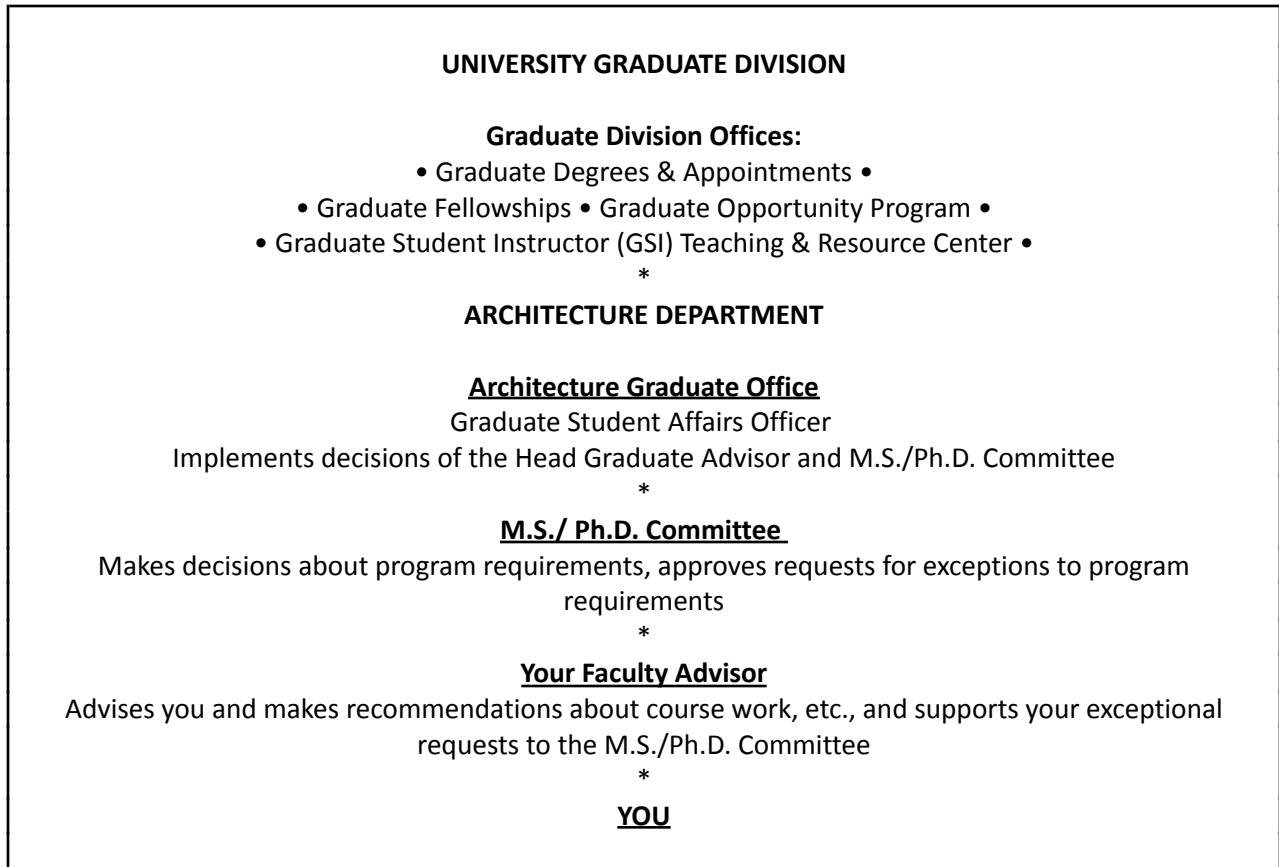 UNIVERSITY GRADUATE DIVISION
Graduate Division Offices:
• Graduate Degrees & Appointments •
• Graduate Fellowships • Graduate Opportunity Program •
• Graduate Student Instructor (GSI) Teaching & Resource Center •
*
ARCHITECTURE DEPARTMENT
Architecture Graduate Office
Graduate Student Affairs Officer
Implements decisions of the Head Graduate Advisor and M.S./Ph.D. Committee
*
M.S./ Ph.D. Committee
Makes decisions about program requirements, approves requests for exceptions to program
requirements
*
Your Faculty Advisor
Advises you and makes recommendations about course work, etc., and supports your exceptional
requests to the M.S./Ph.D. Committee
*
YOU